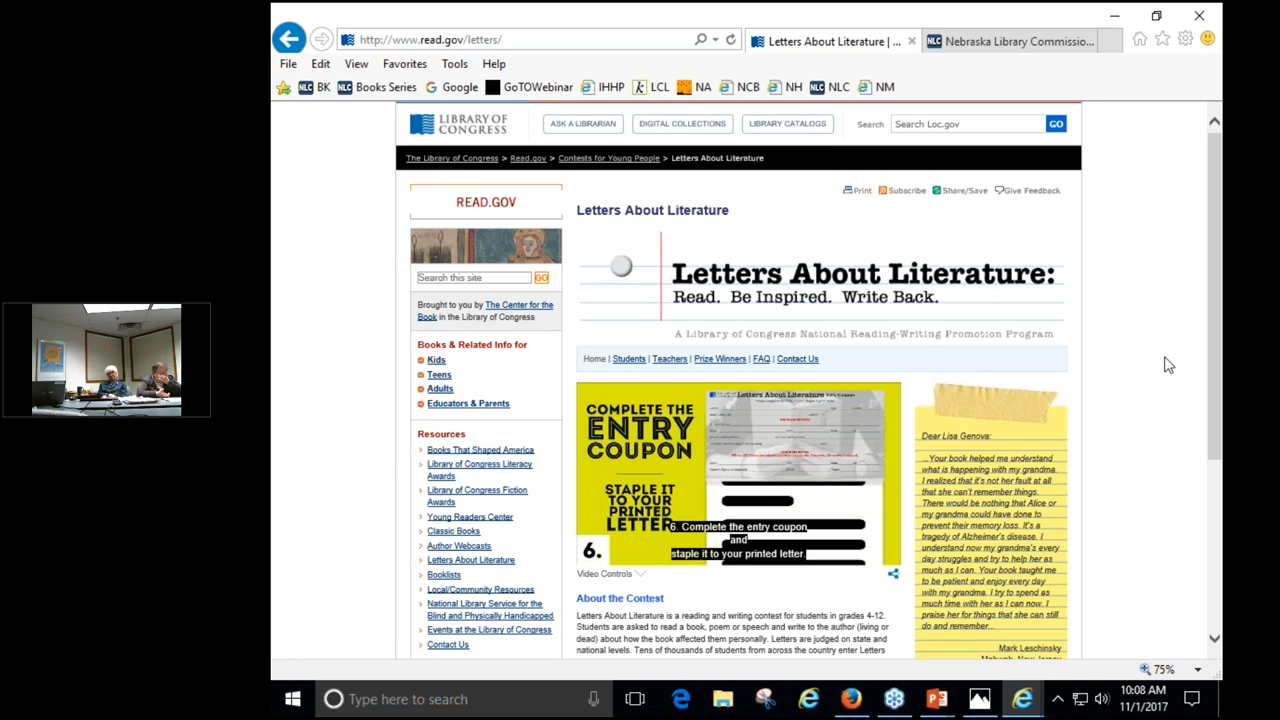 http://www.read.gov/letters/
Letters About Literature | ...
Nebraska Library Commissio...
File Edit View Favorites Tools Help
NLC BK NLC Books Series Google GoTOWebinar IHHP LCL NA NCB NH NLC NLC NM
LIBRARY OF CONGRESS
ASK A LIBRARIAN DIGITAL COLLECTIONS LIBRARY CATALOGS Search Search Loc.gov GO
The Library of Congress > Read.gov > Contests for Young People > Letters About Literature
Print Subscribe Share/Save Give Feedback
READ.GOV
Search this site GO
Brought to you by The Center for the
Book in the Library of Congress
Books & Related Info for
Kids
Teens
Adults
Educators & Parents
Resources
Books That Shaped America
Library of Congress Literacy
Awards
Library of Congress Fiction
Awards
Young Readers Center
Classic Books
Author Webcasts
Letters About Literature
Booklists
Local/Community Resources
National Library Service for the
Blind and Physically Handicapped
Events at the Library of Congress
Contact Us
Letters About Literature
Letters About Literature:
Read. Be Inspired. Write Back.
A Library of Congress National Reading-Writing Promotion Program
Home | Students | Teachers | Prize Winners | FAQ | Contact Us
COMPLETE THE
ENTRY
COUPON
STAPLE IT
TO YOUR
PRINTED
LETTER
6.
Letters About Literature
6. Complete the entry coupon
and
staple it to your printed letter.
Video Controls
About the Contest
Letters About Literature is a reading and writing contest for students in grades 4-12.
Students are asked to read a book, poem or speech and write to the author (living or
dead) about how the book affected them personally. Letters are judged on state and
national levels. Tens of thousands of students from across the country enter Letters
Dear Lisa Genova:
...Your book helped me understand
what is happening with my grandma.
I realized that it's not her fault at all
that she can't remember things.
There would be nothing that Alice or
my grandma could have done to
prevent their memory loss. It's a
tragedy of Alzheimer's disease. I
understand now my grandma's every
day struggles and try to help her as
much as I can. Your book taught me
to be patient and enjoy every day
with my grandma. I try to spend as
much time with her as I can now. I
praise her for things that she can still
do and remember...
Mark Leschinsky
75%
Type here to search
10:08 AM
11/1/2017